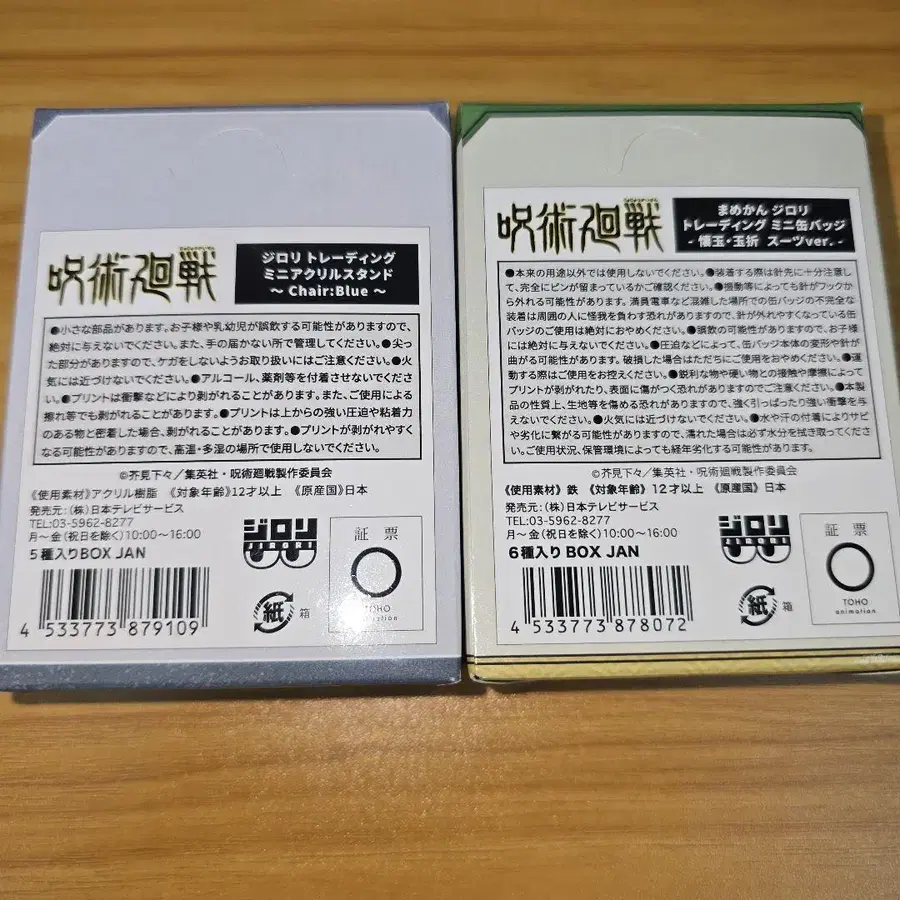 呪術廻戦
ジロリ トレーディング
ミニアクリルスタンド
～ Chair:Blue ～
●小さな部品があります。お子様や乳幼児が誤飲する可能性がありますので、
絶対に与えないでください。また、手の届かない所で管理してください。●尖っ
た部分がありますので、ケガをしないようお取り扱いにはご注意ください。●火
気には近づけないでください。●アルコール、薬剤等を付着させないでくださ
い。●プリントは衝撃などにより剥がれることがあります。また、ご使用による
擦れ等でも剥がれることがあります。●プリントは上からの強い圧迫や粘着力
のある物と密着した場合、剥がれることがあります。●プリントが剥がれやすく
なる可能性がありますので、高温・多湿の場所で使用しないでください。
©芥見下々／集英社・呪術廻戦製作委員会
《使用素材》アクリル樹脂 《対象年齢》12才以上 《原産国》日本
発売元：(株)日本テレビサービス
TEL:03-5962-8277
月～金(祝日を除く)10:00～16:00
5種入りBOX JAN
4 533773 879109
ジロリ
JIRORI
紙
箱
証票
TOHO
animation
呪術廻戦
まめかん ジロリ
トレーディング ミニ缶バッジ
- 懐玉・玉折 スーツver. -
●本来の用途以外では使用しないでください。●装着する際は針先に十分注意し
て、完全にピンが留まっているかご確認ください。●振動等によっても針がフックか
ら外れる可能性があります。満員電車など混雑した場所での缶バッジの不完全な
装着は周囲の人に怪我を負わす恐れがありますので、針が外れやすくなっている缶
バッジのご使用は絶対におやめください。●誤飲の可能性がありますので、お子様
には絶対に与えないでください。●圧迫などによって、缶バッジ本体の変形や針が
曲がる可能性があります。破損した場合はただちにご使用をおやめください。●運
動する際はご使用をお控えください。●鋭利な物や硬い物との接触や摩擦によって
プリントが剥がれたり、表面に傷がつく恐れがありますのでご注意ください。●本製
品の性質上、生地等を傷める恐れがありますので、強く引っぱったり強い衝撃を与
えないでください。●火気には近づけないでください。●水や汗の付着によりサビ
や劣化に繋がる可能性がありますので、濡れた場合は必ず水分を拭き取ってくださ
い。ご使用状況、保管環境によっても経年劣化する可能性があります。
©芥見下々／集英社・呪術廻戦製作委員会
《使用素材》鉄 《対象年齢》12才以上 《原産国》日本
発売元：(株)日本テレビサービス
TEL:03-5962-8277
月～金(祝日を除く)10:00～16:00
6種入りBOX JAN
4 533773 878072
ジロリ
JIRORI
紙
箱
証票
TOHO
animation